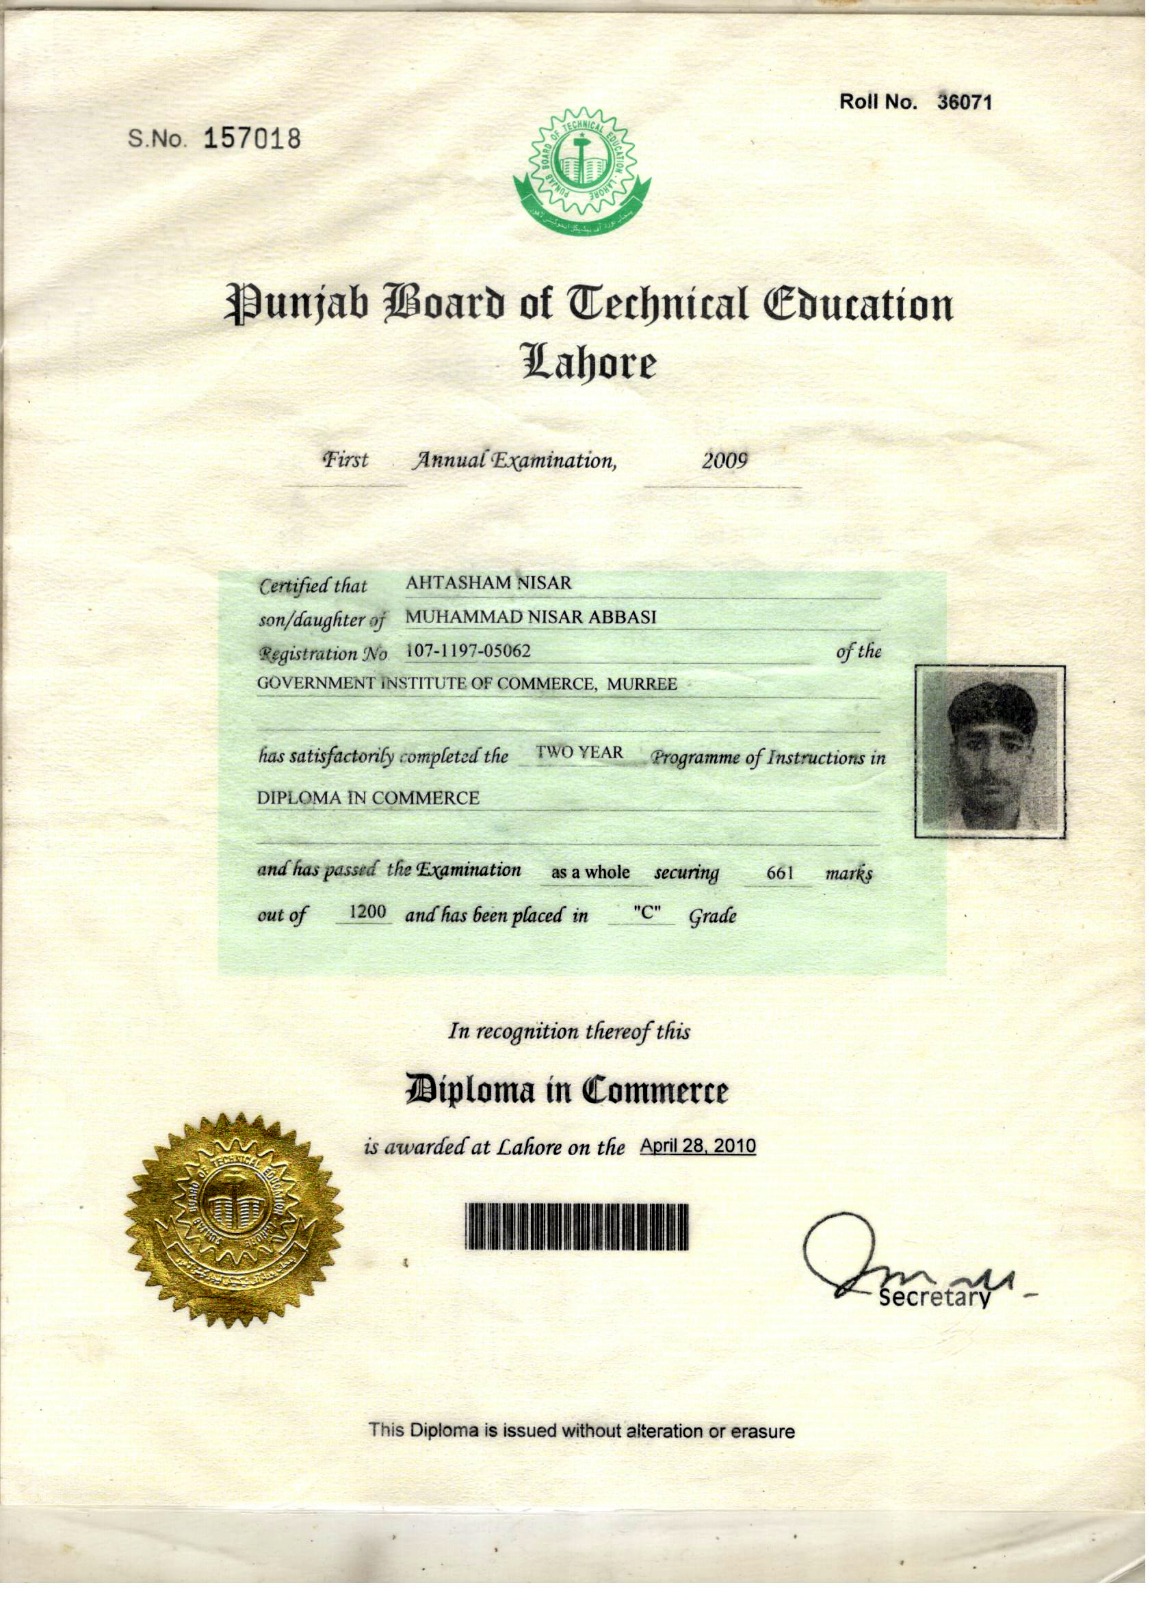 Roll No. 36071
S.No. 157018
PUNJAB BOARD OF TECHNICAL EDUCATION - LAHORE
Punjab Board of Technical Education
Lahore
First Annual Examination, 2009
Certified that AHTASHAM NISAR
son/daughter of MUHAMMAD NISAR ABBASI
Registration No 107-1197-05062 of the
GOVERNMENT INSTITUTE OF COMMERCE, MURREE
has satisfactorily completed the TWO YEAR Programme of Instructions in
DIPLOMA IN COMMERCE
and has passed the Examination as a whole securing 661 marks
out of 1200 and has been placed in "C" Grade
In recognition thereof this
Diploma in Commerce
is awarded at Lahore on the April 28, 2010
BOARD OF TECHNICAL EDUCATION
Secretary
This Diploma is issued without alteration or erasure